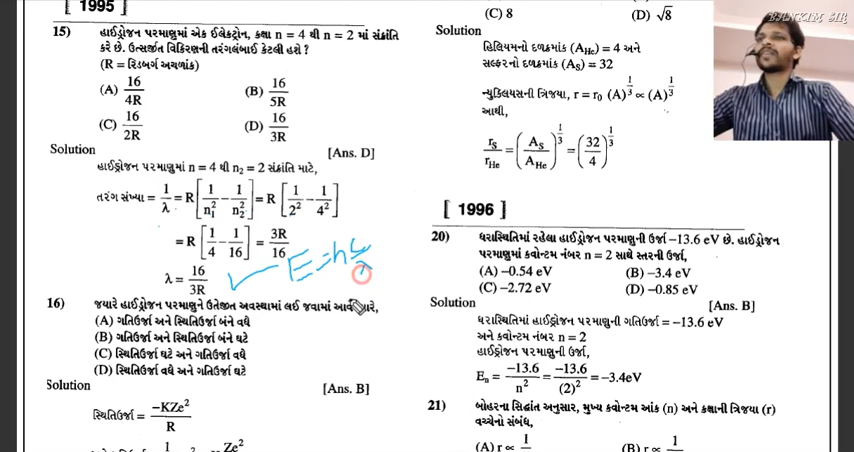 [ 1995 ]
15) હાઈડ્રોજન પરમાણુમાં એક ઈલેક્ટ્રોન, કક્ષા n = 4 થી n = 2 માં સંક્રાંતિ
કરે છે. ઉત્સર્જીત વિકિરણની તરંગલંબાઈ કેટલી હશે ?
(R = રિડબર્ગ અચળાંક)
(A) 16/4R (B) 16/5R
(C) 16/2R (D) 16/3R
Solution [Ans. D]
હાઈડ્રોજન પરમાણુમાં n = 4 થી n₂ = 2 સંક્રાંતિ માટે,
તરંગ સંખ્યા = 1/λ = R[1/n₁² − 1/n₂²] = R[1/2² − 1/4²]
= R[1/4 − 1/16] = 3R/16
λ = 16/3R
E = h c/λ
16) જ્યારે હાઈડ્રોજન પરમાણુને ઉત્તેજીત અવસ્થામાં લઈ જવામાં
(A) ગતિઉર્જા અને સ્થિતિઉર્જા બંને વધે
(B) ગતિઉર્જા અને સ્થિતિઉર્જા બંને ઘટે
(C) સ્થિતિઉર્જા ઘટે અને ગતિઉર્જા વધે
(D) સ્થિતિઉર્જા વધે અને ગતિઉર્જા ઘટે
Solution [Ans. B]
સ્થિતિઉર્જા = −KZe²/R
(C) 8 (D) √8
Solution
હિલિયમનો દળક્રમાંક (A_He) = 4 અને
સલ્ફરનો દળક્રમાંક (A_S) = 32
ન્યુક્લિયસની ત્રિજ્યા, r = r₀ (A)^1/3 ∝ (A)^1/3
આથી,
r_S/r_He = (A_S/A_He)^1/3 = (32/4)^1/3
[ 1996 ]
20) ધરાસ્થિતિમાં રહેલા હાઈડ્રોજન પરમાણુની ઉર્જા −13.6 eV છે. હાઈડ્રોજન
પરમાણુમાં ક્વોન્ટમ નંબર n = 2 સાથે સ્તરની ઉર્જા,
(A) −0.54 eV (B) −3.4 eV
(C) −2.72 eV (D) −0.85 eV
Solution [Ans. B]
ધરાસ્થિતિમાં હાઈડ્રોજન પરમાણુની ગતિઉર્જા = −13.6 eV
અને ક્વોન્ટમ નંબર n = 2
હાઈડ્રોજન પરમાણુની ઉર્જા,
E_n = −13.6/n² = −13.6/(2)² = −3.4eV
21) બોહરના સિદ્ધાંત અનુસાર, મુખ્ય ક્વોન્ટમ આંક (n) અને કક્ષાની ત્રિજ્યા (r)
વચ્ચેનો સંબંધ,
(A) r ∝ 1 (B) r ∝ 1
BANKIM SIR